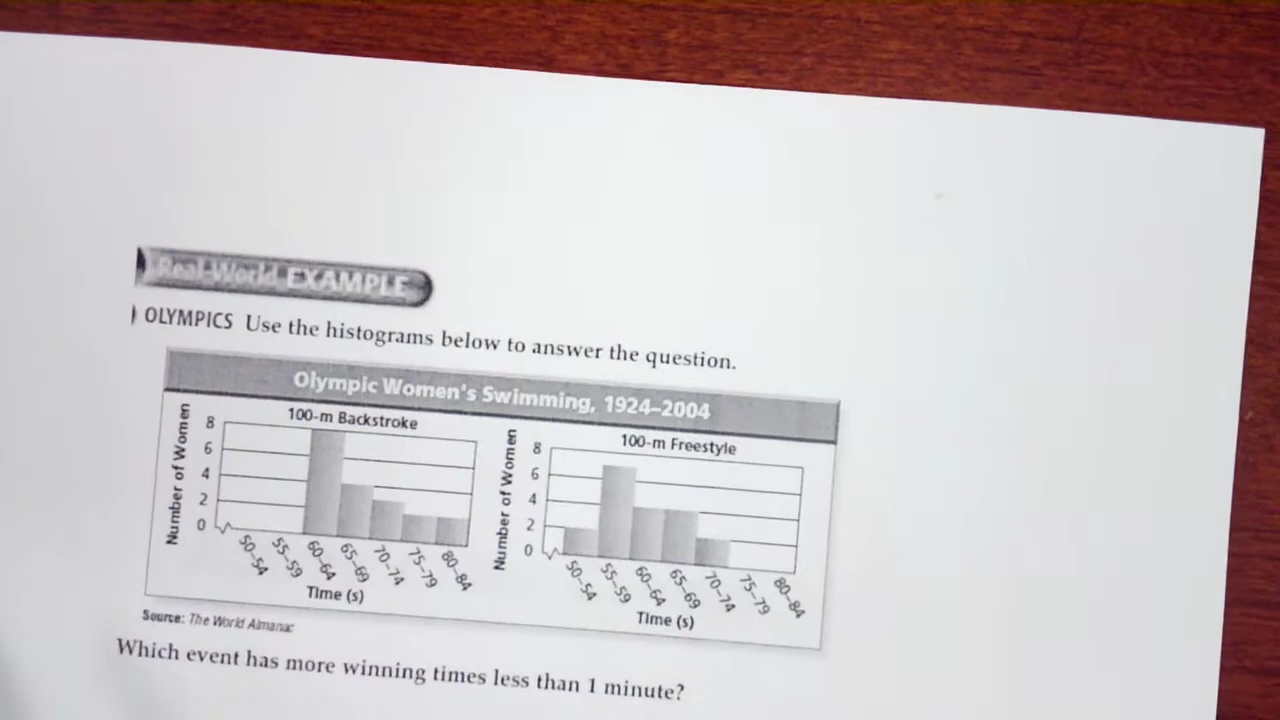 Real-World EXAMPLE
OLYMPICS Use the histograms below to answer the question.
Olympic Women's Swimming, 1924–2004
100-m Backstroke
Number of Women
8
6
4
2
0
50–54
55–59
60–64
65–69
70–74
75–79
80–84
Time (s)
100-m Freestyle
Number of Women
8
6
4
2
0
50–54
55–59
60–64
65–69
70–74
75–79
80–84
Time (s)
Source: The World Almanac
Which event has more winning times less than 1 minute?